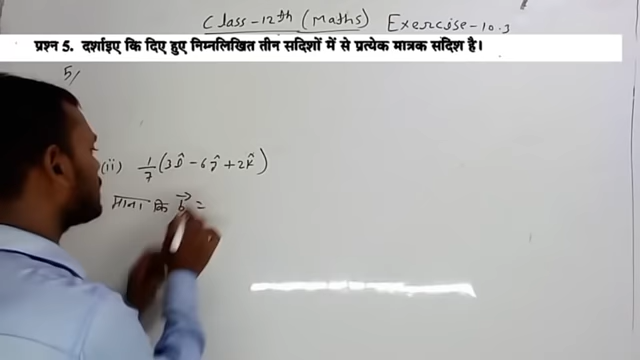 Class-12th (Maths) Exercise-10.3
प्रश्न 5. दर्शाइए कि दिए हुए निम्नलिखित तीन सदिशों में से प्रत्येक मात्रक सदिश है।
5/
(ii) 1/7 (3î - 6ĵ + 2k̂)
माना कि b⃗ =